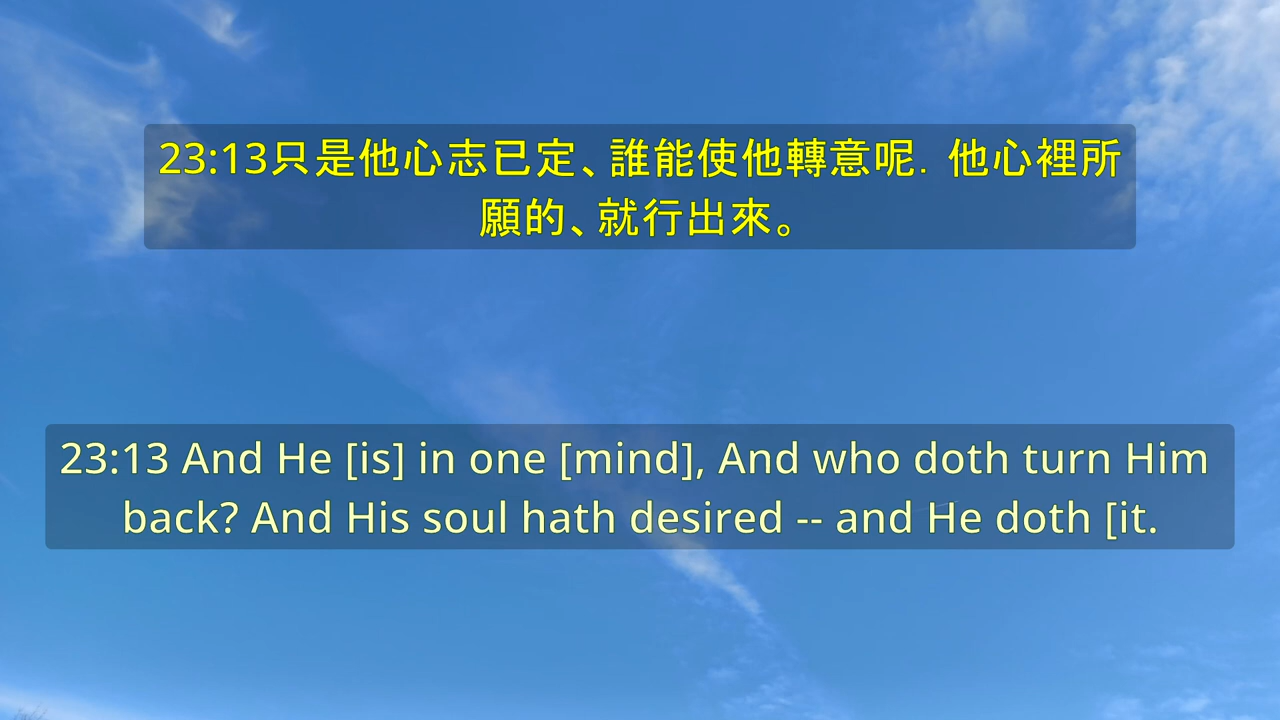 23:13只是他心志已定、誰能使他轉意呢. 他心裡所
願的、就行出來。
23:13 And He [is] in one [mind], And who doth turn Him
back? And His soul hath desired -- and He doth [it.